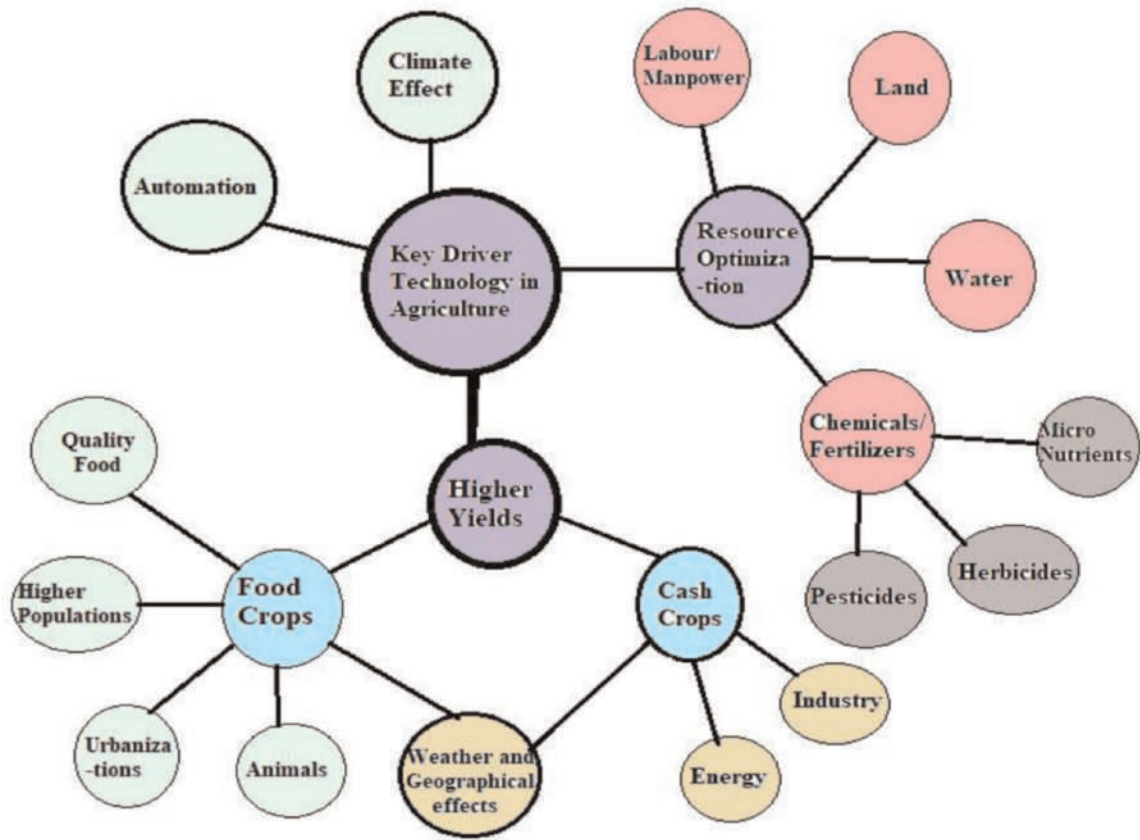 Climate
Effect
Labour/
Manpower
Land
Automation
Key Driver
Technology in
Agriculture
Resource
Optimiza
-tion
Water
Chemicals/
Fertilizers
Micro
Nutrients
Herbicides
Pesticides
Quality
Food
Higher
Yields
Higher
Populations
Food
Crops
Cash
Crops
Urbaniza
-tions
Animals
Weather and
Geographical
effects
Industry
Energy